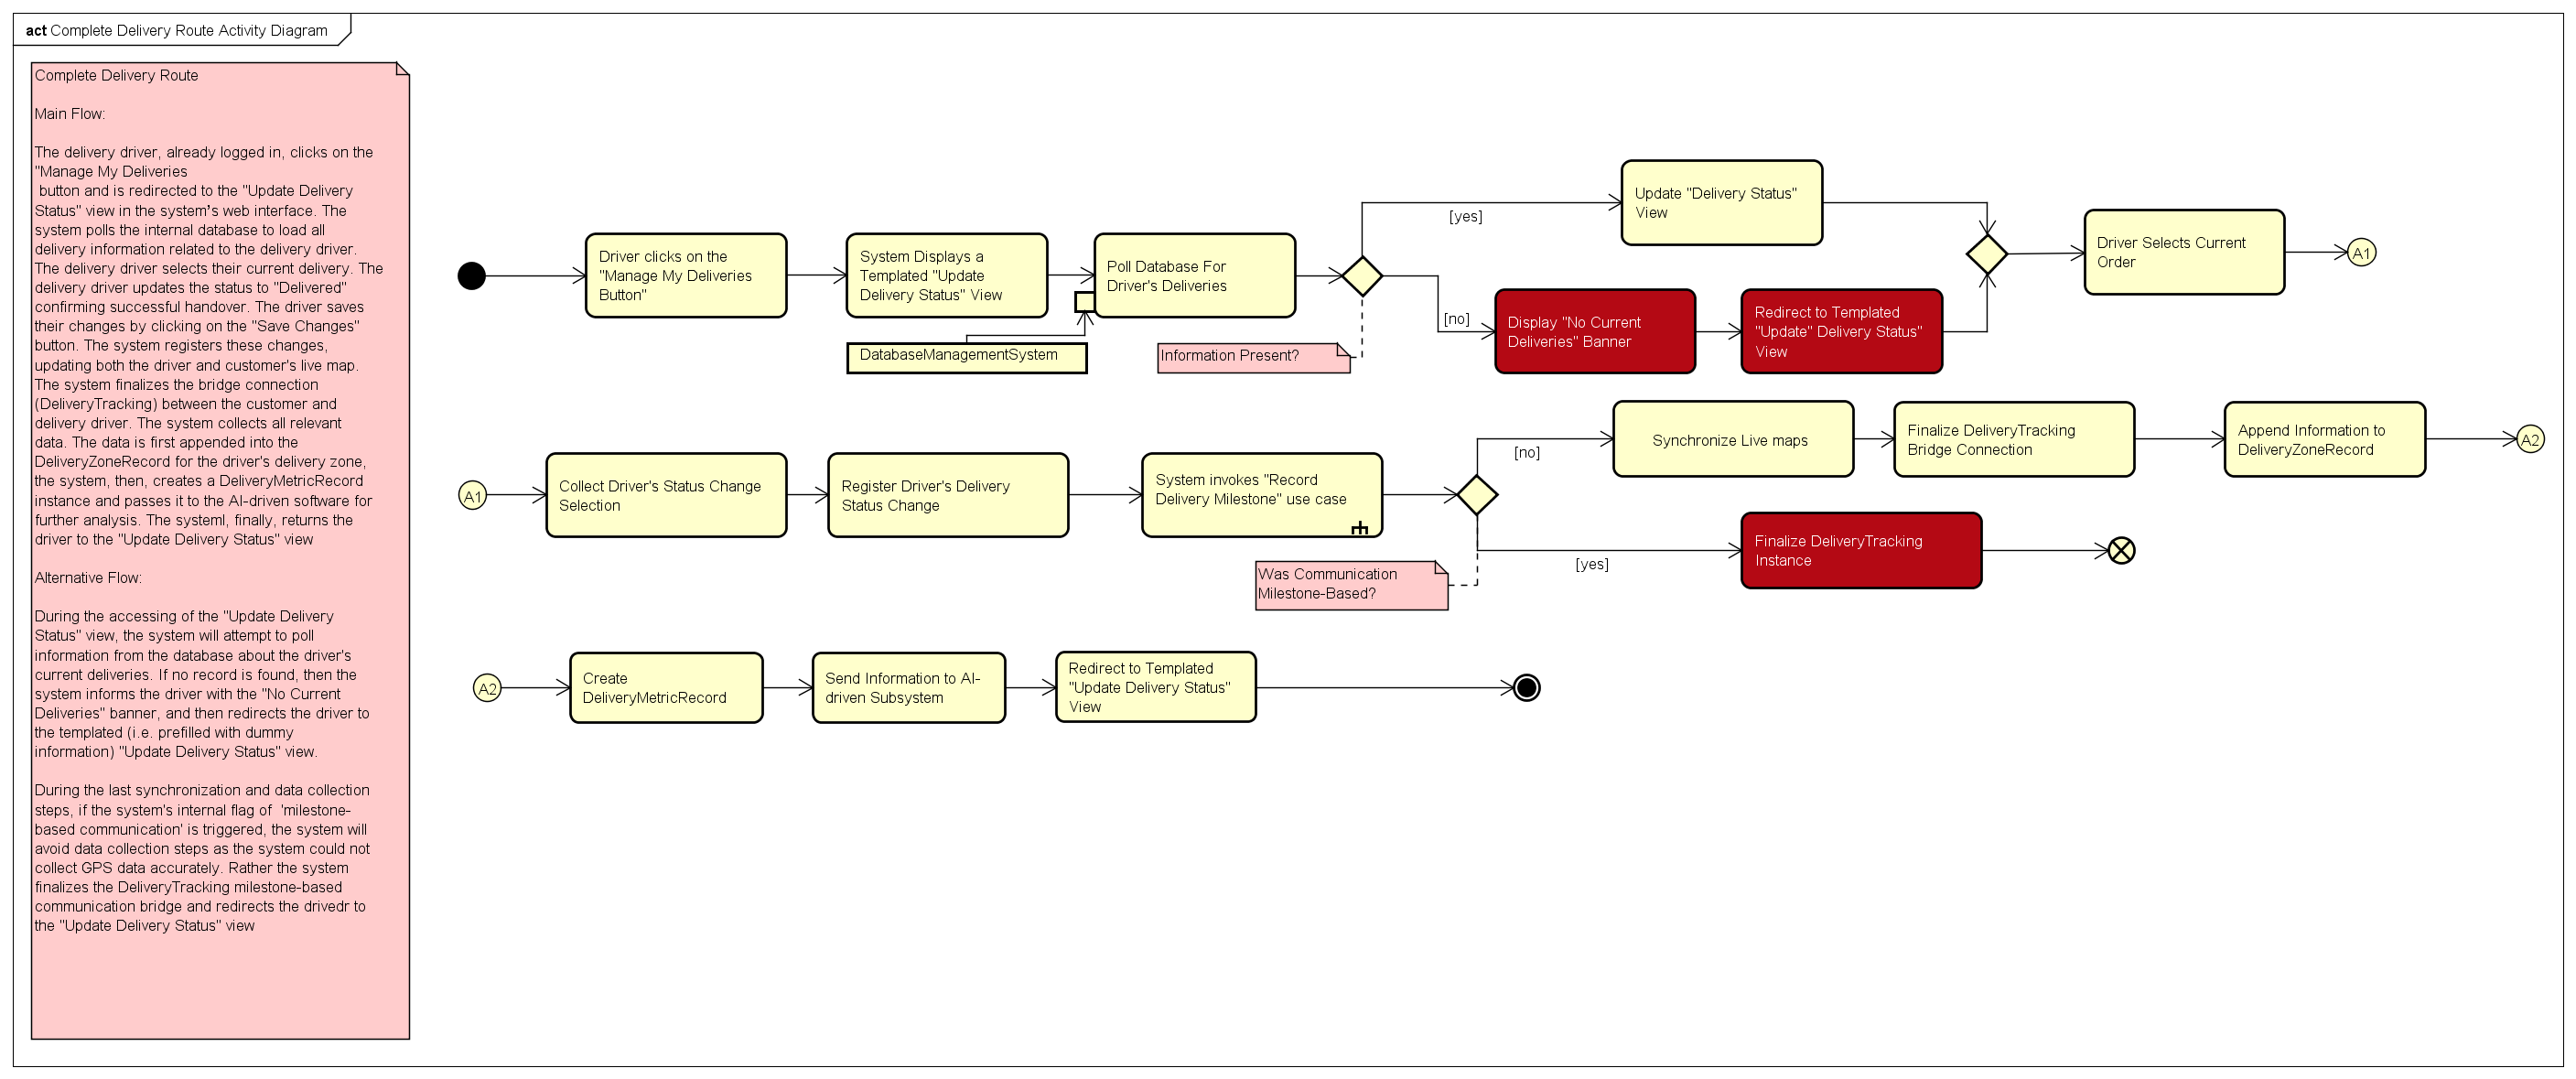 act Complete Delivery Route Activity Diagram
Complete Delivery Route
Main Flow:
The delivery driver, already logged in, clicks on the
"Manage My Deliveries
button and is redirected to the "Update Delivery
Status" view in the system's web interface. The
system polls the internal database to load all
delivery information related to the delivery driver.
The delivery driver selects their current delivery. The
delivery driver updates the status to "Delivered"
confirming successful handover. The driver saves
their changes by clicking on the "Save Changes"
button. The system registers these changes,
updating both the driver and customer's live map.
The system finalizes the bridge connection
(DeliveryTracking) between the customer and
delivery driver. The system collects all relevant
data. The data is first appended into the
DeliveryZoneRecord for the driver's delivery zone,
the system, then, creates a DeliveryMetricRecord
instance and passes it to the AI-driven software for
further analysis. The systeml, finally, returns the
driver to the "Update Delivery Status" view
Alternative Flow:
During the accessing of the "Update Delivery
Status" view, the system will attempt to poll
information from the database about the driver's
current deliveries. If no record is found, then the
system informs the driver with the "No Current
Deliveries" banner, and then redirects the driver to
the templated (i.e. prefilled with dummy
information) "Update Delivery Status" view.
During the last synchronization and data collection
steps, if the system's internal flag of 'milestone-
based communication' is triggered, the system will
avoid data collection steps as the system could not
collect GPS data accurately. Rather the system
finalizes the DeliveryTracking milestone-based
communication bridge and redirects the drivedr to
the "Update Delivery Status" view
Driver clicks on the
"Manage My Deliveries
Button"
System Displays a
Templated "Update
Delivery Status" View
DatabaseManagementSystem
Poll Database For
Driver's Deliveries
Information Present?
[yes]
Update "Delivery Status"
View
[no]
Display "No Current
Deliveries" Banner
Redirect to Templated
"Update" Delivery Status"
View
Driver Selects Current
Order
A1
A1
Collect Driver's Status Change
Selection
Register Driver's Delivery
Status Change
System invokes "Record
Delivery Milestone" use case
Was Communication
Milestone-Based?
[no]
Synchronize Live maps
Finalize DeliveryTracking
Bridge Connection
Append Information to
DeliveryZoneRecord
A2
[yes]
Finalize DeliveryTracking
Instance
A2
Create
DeliveryMetricRecord
Send Information to AI-
driven Subsystem
Redirect to Templated
"Update Delivery Status"
View